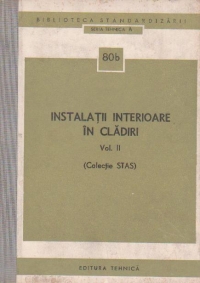 BIBLIOTECA STANDARDIZĂRII
SERIA TEHNICĂ B
80b
INSTALAȚII INTERIOARE
ÎN CLĂDIRI
Vol. II
(Colecție STAS)
EDITURA TEHNICĂ